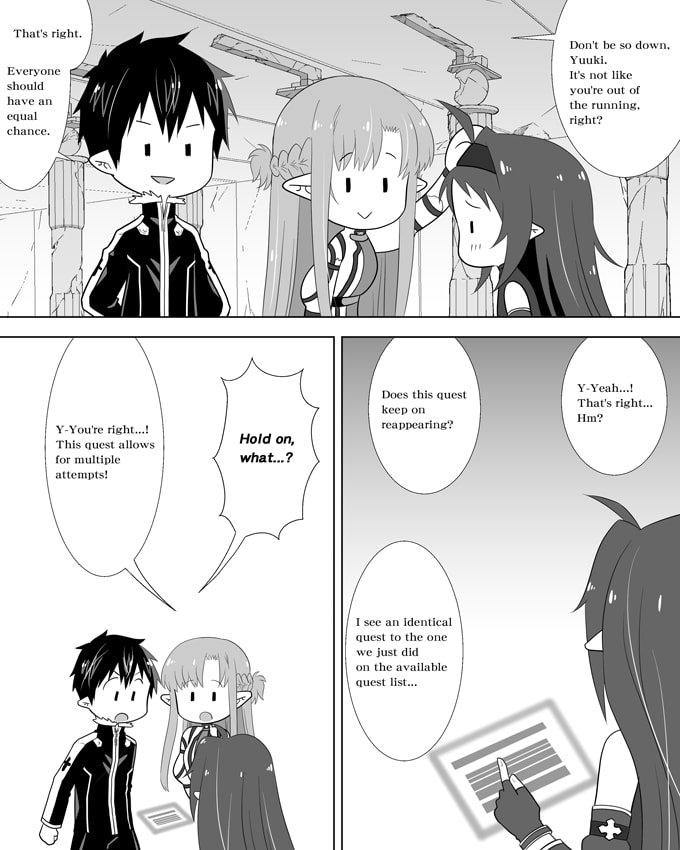 Don't be so down,
Yuuki.
It's not like
you're out of
the running,
right?
That's right.
Everyone
should
have an
equal
chance.
Y-Yeah...!
That's right...
Hm?
Does this quest
keep on
reappearing?
I see an identical
quest to the one
we just did
on the available
quest list...
Hold on,
what...?
Y-You're right...!
This quest allows
for multiple
attempts!